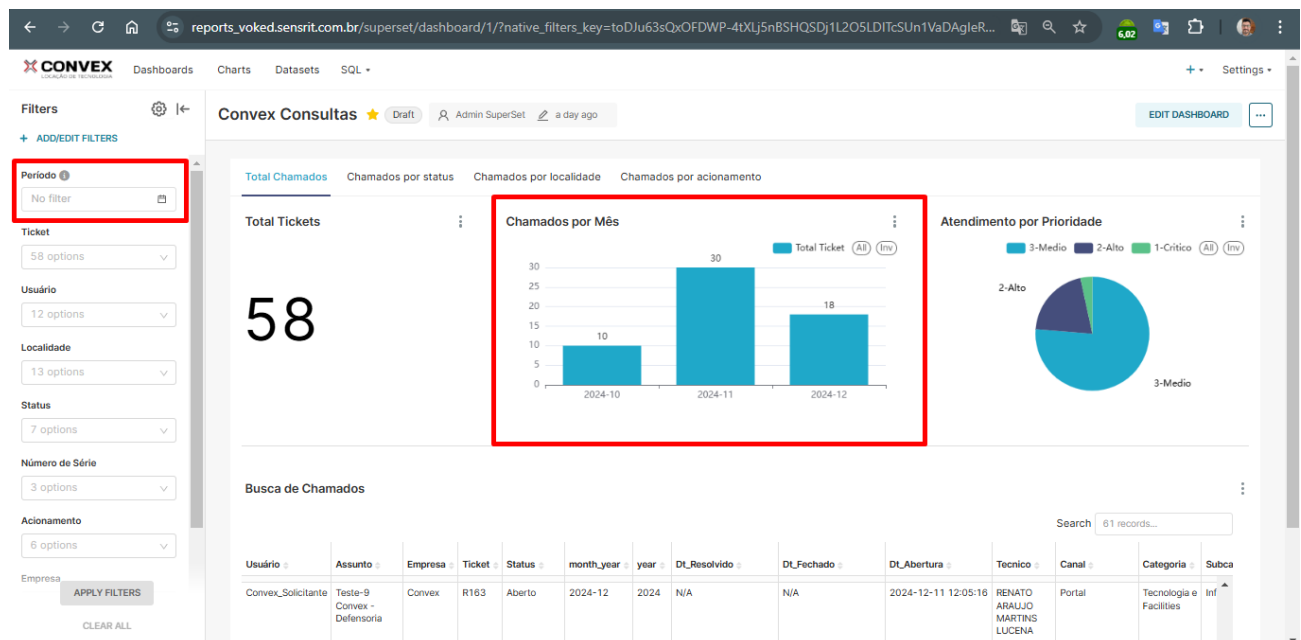 reports_voked.sensrit.com.br/superset/dashboard/1/?native_filters_key=toDJu63sQxOFDWP-4tXLj5nBSHQSDj1L2O5LDITcSUn1VaDAgIeR...
6,02
CONVEX
LOCAÇÃO DE TECNOLOGIA
Dashboards
Charts
Datasets
SQL
+
Settings
Filters
+ ADD/EDIT FILTERS
Período
No filter
Ticket
58 options
Usuário
12 options
Localidade
13 options
Status
7 options
Número de Série
3 options
Acionamento
6 options
Empresa
APPLY FILTERS
CLEAR ALL
Convex Consultas
Draft
Admin SuperSet
a day ago
EDIT DASHBOARD
...
Total Chamados
Chamados por status
Chamados por localidade
Chamados por acionamento
Total Tickets
58
Chamados por Mês
Total Ticket All Inv
30
25
20
15
10
5
0
10
30
18
2024-10
2024-11
2024-12
Atendimento por Prioridade
3-Medio 2-Alto 1-Critico All Inv
2-Alto
3-Medio
Busca de Chamados
Search 61 records...
Usuário Assunto Empresa Ticket Status month_year year Dt_Resolvido Dt_Fechado Dt_Abertura Tecnico Canal Categoria Subca
Convex_Solicitante Teste-9 Convex R163 Aberto 2024-12 2024 N/A N/A 2024-12-11 12:05:16 RENATO Portal Tecnologia e Inf
Convex - ARAUJO Facilities
Defensoria MARTINS
LUCENA